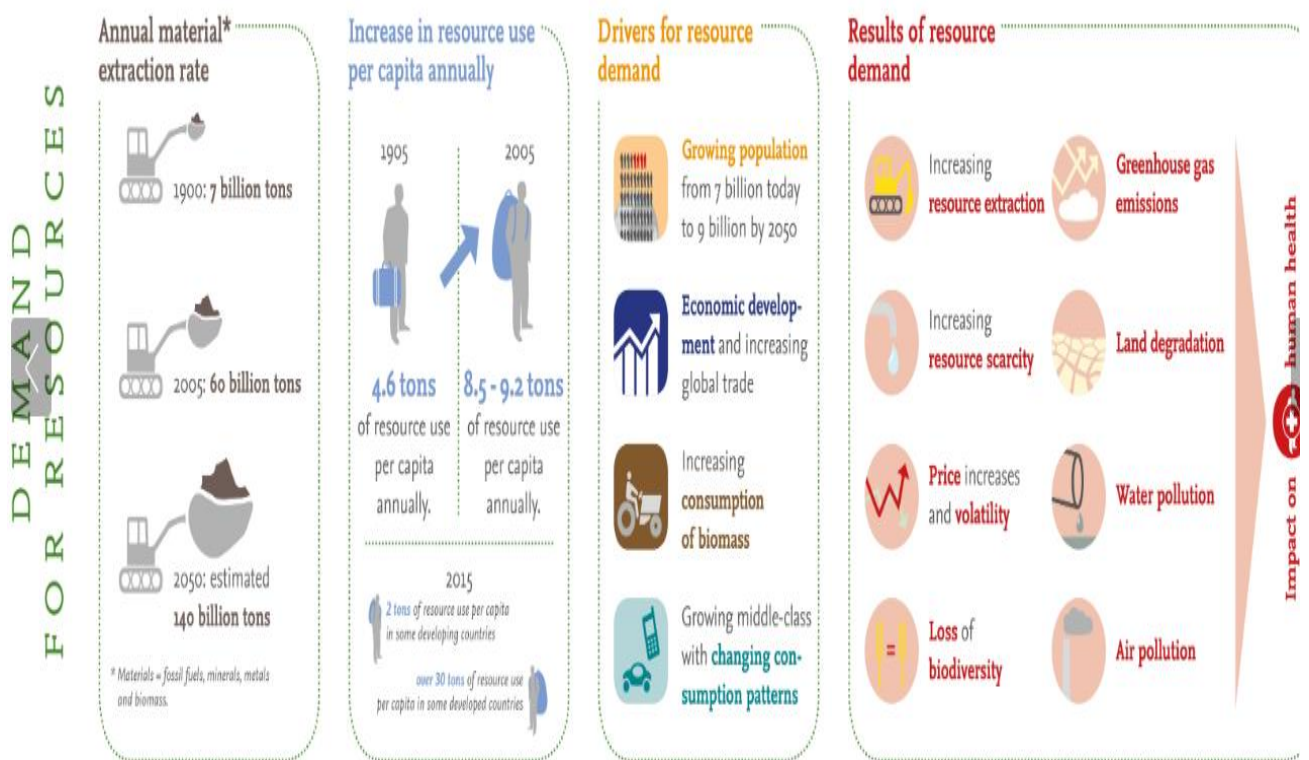 DEMAND
FOR RESOURCES
Annual material*
extraction rate
1900: 7 billion tons
2005: 60 billion tons
2050: estimated
140 billion tons
* Materials = fossil fuels, minerals, metals
and biomass.
Increase in resource use
per capita annually
1905
2005
4.6 tons
of resource use
per capita
annually.
8.5 - 9.2 tons
of resource use
per capita
annually.
2015
2 tons of resource use per capita
in some developing countries
over 30 tons of resource use
per capita in some developed countries
Drivers for resource
demand
Growing population
from 7 billion today
to 9 billion by 2050
Economic develop-
ment and increasing
global trade
Increasing
consumption
of biomass
Growing middle-class
with changing con-
sumption patterns
Results of resource
demand
Increasing
resource extraction
Increasing
resource scarcity
Price increases
and volatility
Loss of
biodiversity
Greenhouse gas
emissions
Land degradation
Water pollution
Air pollution
Impact on human health